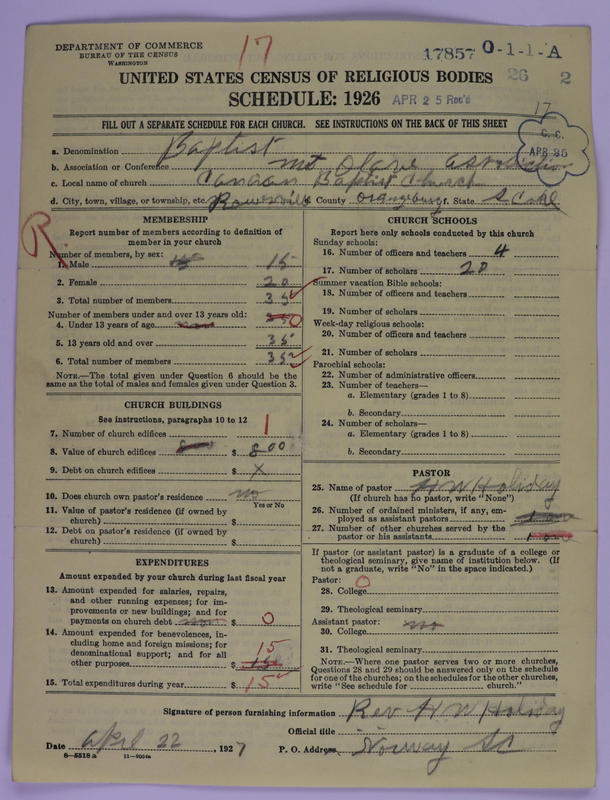 DEPARTMENT OF COMMERCE
BUREAU OF THE CENSUS
WASHINGTON
17
17857 0-1-1-A
26 2
UNITED STATES CENSUS OF RELIGIOUS BODIES
SCHEDULE: 1926 APR 25 Rec'd
17
FILL OUT A SEPARATE SCHEDULE FOR EACH CHURCH. SEE INSTRUCTIONS ON THE BACK OF THIS SHEET
C. C.
APR 25
a. Denomination Baptist
b. Association or Conference Mt Olave Association
c. Local name of church Canaan Baptist Church
d. City, town, village, or township, etc. Rowesville e. County Orangeburg f. State S Cal
R.
MEMBERSHIP
Report number of members according to definition of
member in your church
Number of members, by sex:
1. Male 15
2. Female 20
3. Total number of members 35
Number of members under and over 13 years old:
4. Under 13 years of age 0
5. 13 years old and over 35
6. Total number of members 35
NOTE.—The total given under Question 6 should be the
same as the total of males and females given under Question 3.
CHURCH BUILDINGS
See instructions, paragraphs 10 to 12
7. Number of church edifices 1
8. Value of church edifices $ 800
9. Debt on church edifices $ X
10. Does church own pastor's residence no
Yes or No
11. Value of pastor's residence (if owned by
church) $
12. Debt on pastor's residence (if owned by
church) $
EXPENDITURES
Amount expended by your church during last fiscal year
13. Amount expended for salaries, repairs,
and other running expenses; for im-
provements or new buildings; and for
payments on church debt $ 0
14. Amount expended for benevolences, in-
cluding home and foreign missions; for
denominational support; and for all
other purposes $ 15
15. Total expenditures during year $ 15
CHURCH SCHOOLS
Report here only schools conducted by this church
Sunday schools:
16. Number of officers and teachers 4
17. Number of scholars 20
Summer vacation Bible schools:
18. Number of officers and teachers
19. Number of scholars
Week-day religious schools:
20. Number of officers and teachers
21. Number of scholars
Parochial schools:
22. Number of administrative officers
23. Number of teachers—
a. Elementary (grades 1 to 8)
b. Secondary
24. Number of scholars—
a. Elementary (grades 1 to 8)
b. Secondary
PASTOR
25. Name of pastor H W Holiday
(If church has no pastor, write "None")
26. Number of ordained ministers, if any, em-
ployed as assistant pastors
27. Number of other churches served by the
pastor or his assistants
If pastor (or assistant pastor) is a graduate of a college or
theological seminary, give name of institution below. (If
not a graduate, write "No" in the space indicated.)
Pastor: 0
28. College
29. Theological seminary
Assistant pastor: no
30. College
31. Theological seminary
NOTE.—Where one pastor serves two or more churches,
Questions 28 and 29 should be answered only on the schedule
for one of the churches; on the schedules for the other churches,
write "See schedule for church."
Signature of person furnishing information Rev H W Holiday
Official title
Date April 22, 1927 P. O. Address Norway SC
8—5518 a 11—9034a